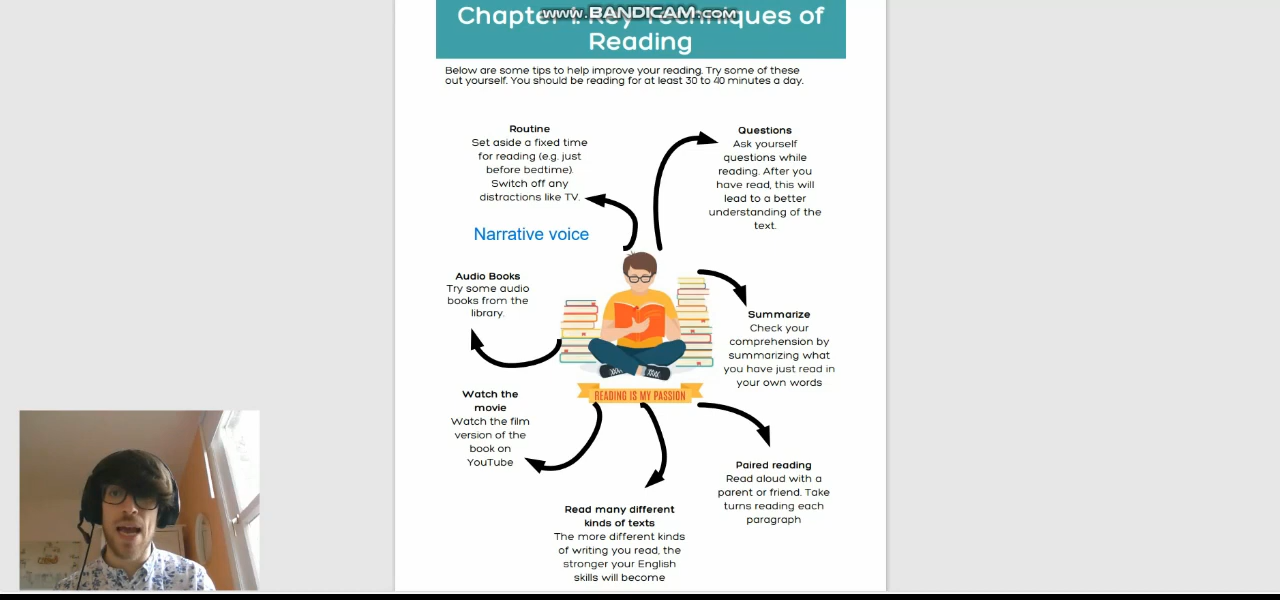 www.BANDICAM.com
Chapter 1: Key Techniques of
Reading
Below are some tips to help improve your reading. Try some of these
out yourself. You should be reading for at least 30 to 40 minutes a day.
Routine
Set aside a fixed time
for reading (e.g. just
before bedtime).
Switch off any
distractions like TV.
Questions
Ask yourself
questions while
reading. After you
have read, this will
lead to a better
understanding of the
text.
Narrative voice
Audio Books
Try some audio
books from the
library.
Summarize
Check your
comprehension by
summarizing what
you have just read in
your own words
READING IS MY PASSION
Watch the
movie
Watch the film
version of the
book on
YouTube
Paired reading
Read aloud with a
parent or friend. Take
turns reading each
paragraph
Read many different
kinds of texts
The more different kinds
of writing you read, the
stronger your English
skills will become